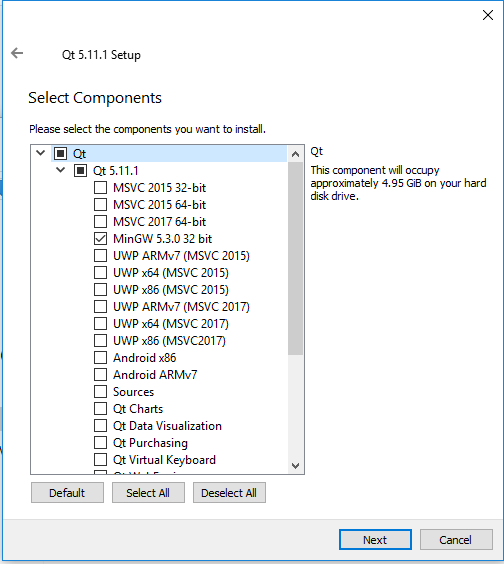 Qt 5.11.1 Setup
Select Components
Please select the components you want to install.
Qt
Qt 5.11.1
MSVC 2015 32-bit
MSVC 2015 64-bit
MSVC 2017 64-bit
MinGW 5.3.0 32 bit
UWP ARMv7 (MSVC 2015)
UWP x64 (MSVC 2015)
UWP x86 (MSVC 2015)
UWP ARMv7 (MSVC 2017)
UWP x64 (MSVC 2017)
UWP x86 (MSVC2017)
Android x86
Android ARMv7
Sources
Qt Charts
Qt Data Visualization
Qt Purchasing
Qt Virtual Keyboard
Qt
This component will occupy
approximately 4.95 GiB on your hard
disk drive.
Default
Select All
Deselect All
Next
Cancel